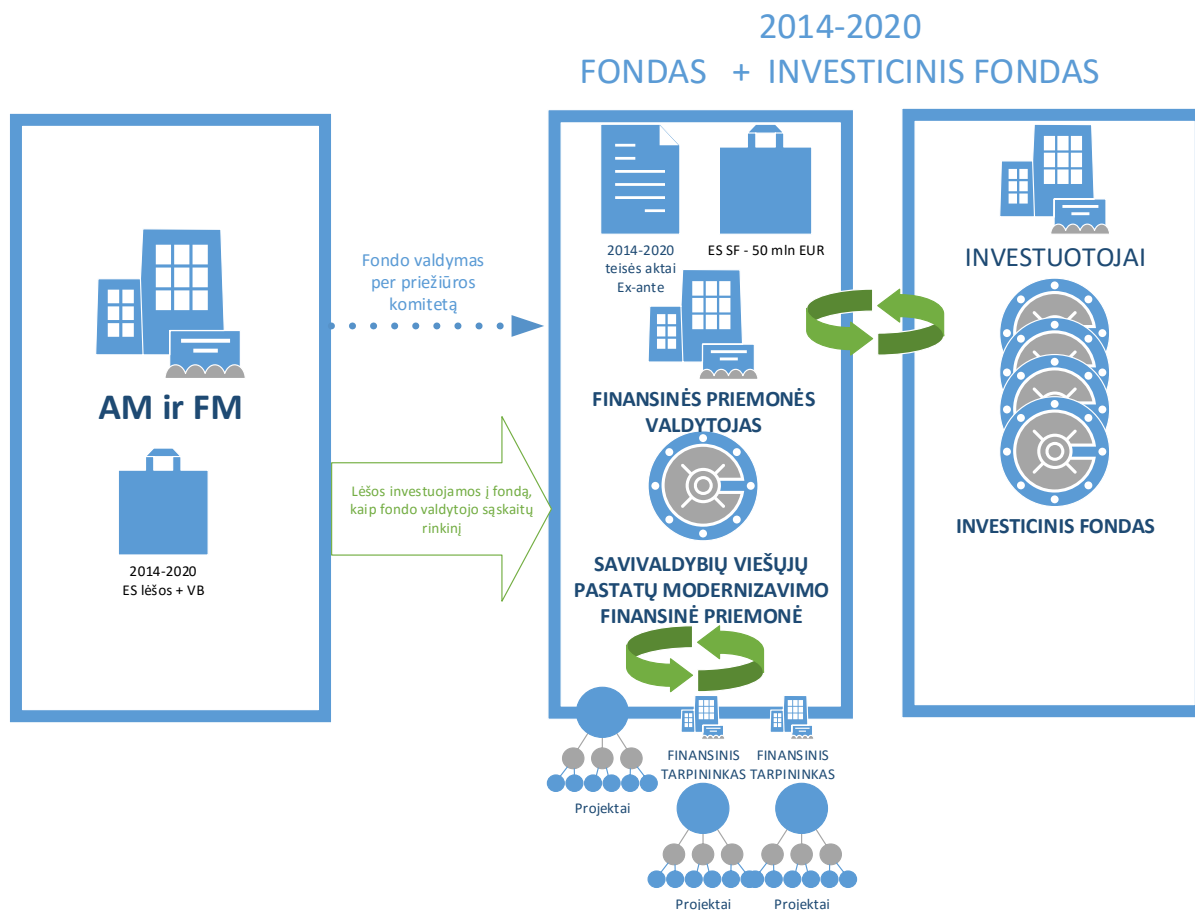 2014-2020
FONDAS + INVESTICINIS FONDAS
AM ir FM
2014-2020
ES lėšos + VB
Fondo valdymas
per priežiūros
komitetą
Lėšos investuojamos į fondą,
kaip fondo valdytojo sąskaitų
rinkinį
2014-2020
teisės aktai
Ex-ante
ES SF - 50 mln EUR
FINANSINĖS PRIEMONĖS
VALDYTOJAS
SAVIVALDYBIŲ VIEŠŲJŲ
PASTATŲ MODERNIZAVIMO
FINANSINĖ PRIEMONĖ
INVESTUOTOJAI
INVESTICINIS FONDAS
Projektai
FINANSINIS
TARPININKAS
Projektai
FINANSINIS
TARPININKAS
Projektai